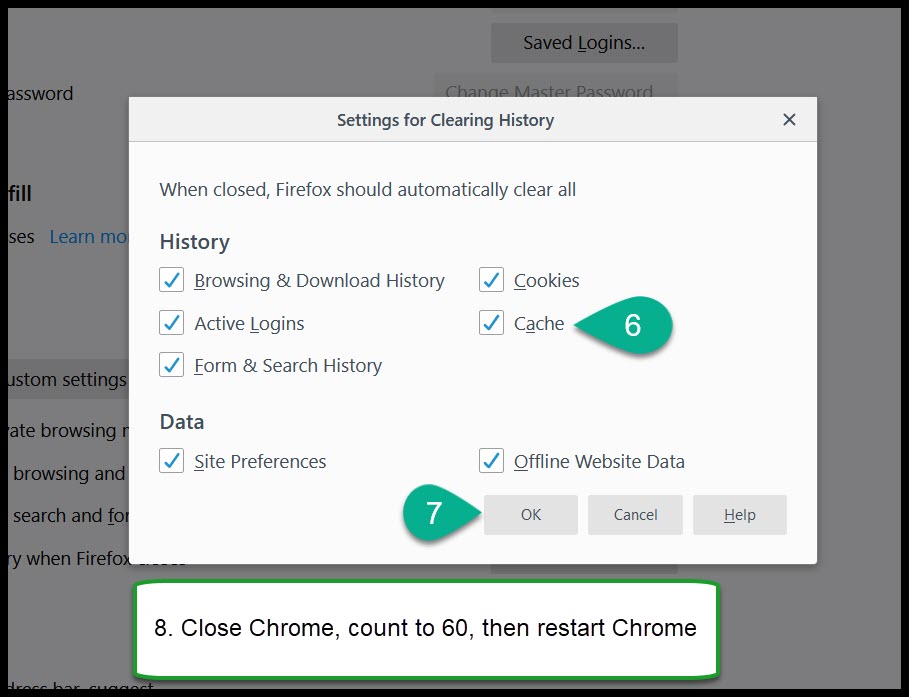 Saved Logins...
assword
Change Master Password
Settings for Clearing History
When closed, Firefox should automatically clear all
fill
ses Learn mo
History
Browsing & Download History
Cookies
Active Logins
Cache
6
Form & Search History
ustom settings
Data
vate browsing
browsing and
Site Preferences
Offline Website Data
search and for
7
OK
Cancel
Help
ry when Firefox closes
8. Close Chrome, count to 60, then restart Chrome
dress bar, suggest